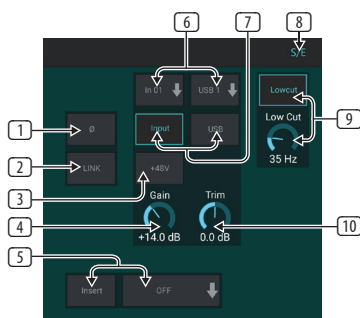 6
7
8
S/E
In 01
USB 1
Lowcut
1
Ø
Input
USB
Low Cut
9
35 Hz
2
LINK
+48V
3
Gain
Trim
4
+14.0 dB
0.0 dB
10
5
Insert
OFF